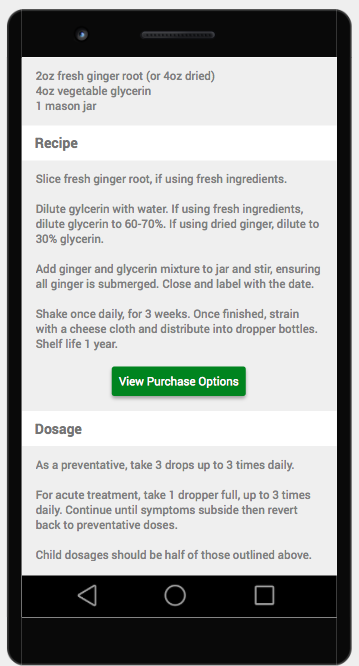 2oz fresh ginger root (or 4oz dried)
4oz vegetable glycerin
1 mason jar
Recipe
Slice fresh ginger root, if using fresh ingredients.
Dilute gylcerin with water. If using fresh ingredients,
dilute glycerin to 60-70%. If using dried ginger, dilute to
30% glycerin.
Add ginger and glycerin mixture to jar and stir, ensuring
all ginger is submerged. Close and label with the date.
Shake once daily, for 3 weeks. Once finished, strain
with a cheese cloth and distribute into dropper bottles.
Shelf life 1 year.
View Purchase Options
Dosage
As a preventative, take 3 drops up to 3 times daily.
For acute treatment, take 1 dropper full, up to 3 times
daily. Continue until symptoms subside then revert
back to preventative doses.
Child dosages should be half of those outlined above.